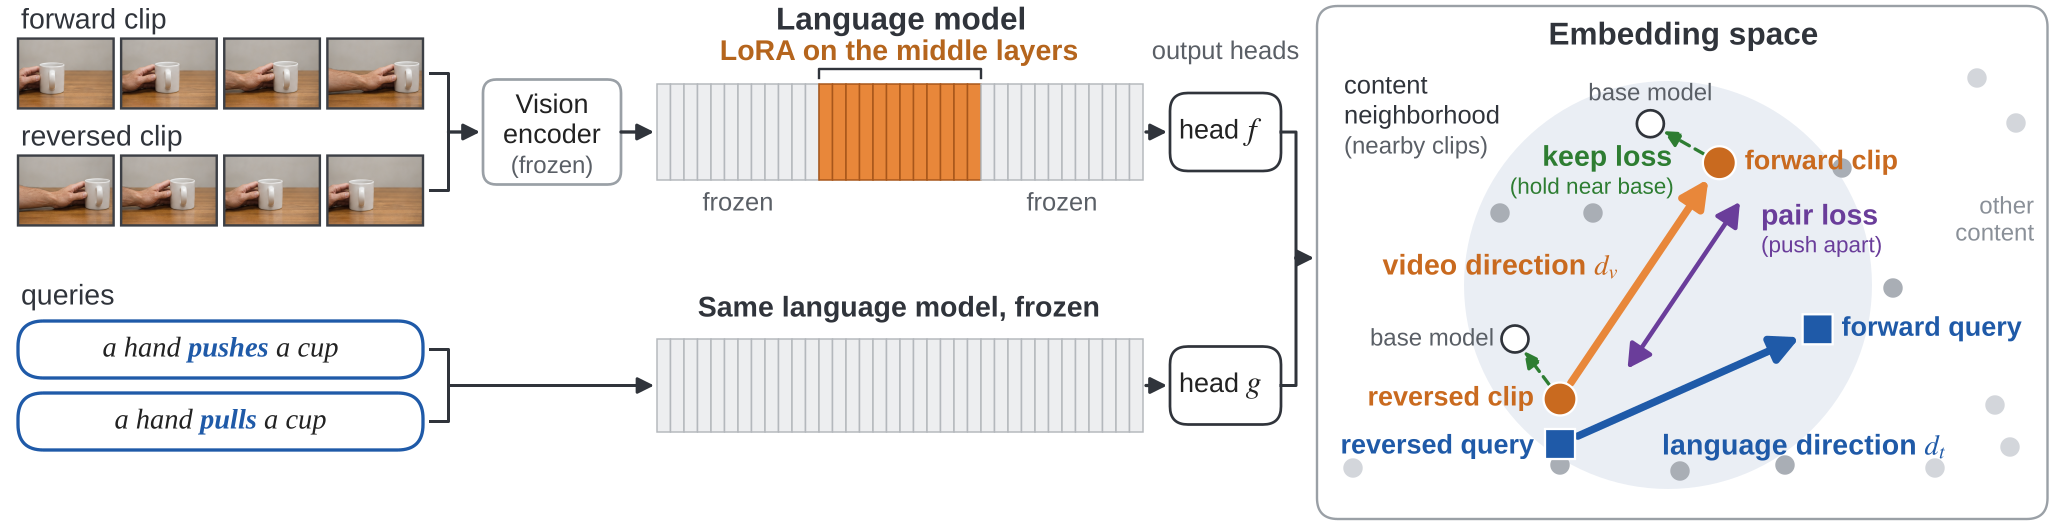 forward clip
reversed clip
queries
a hand pushes a cup
a hand pulls a cup
Vision
encoder
(frozen)
Language model
LoRA on the middle layers
frozen
frozen
Same language model, frozen
output heads
head f
head g
Embedding space
content
neighborhood
(nearby clips)
base model
keep loss
(hold near base)
forward clip
pair loss
(push apart)
other
content
video direction dv
base model
forward query
reversed clip
reversed query
language direction dt